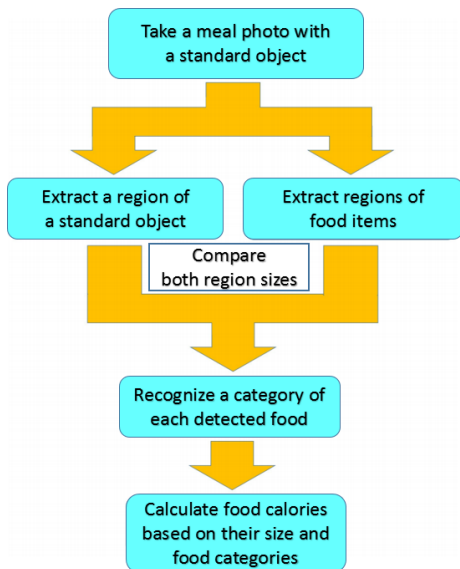 Take a meal photo with
a standard object
Extract a region of
a standard object
Extract regions of
food items
Compare
both region sizes
Recognize a category of
each detected food
Calculate food calories
based on their size and
food categories